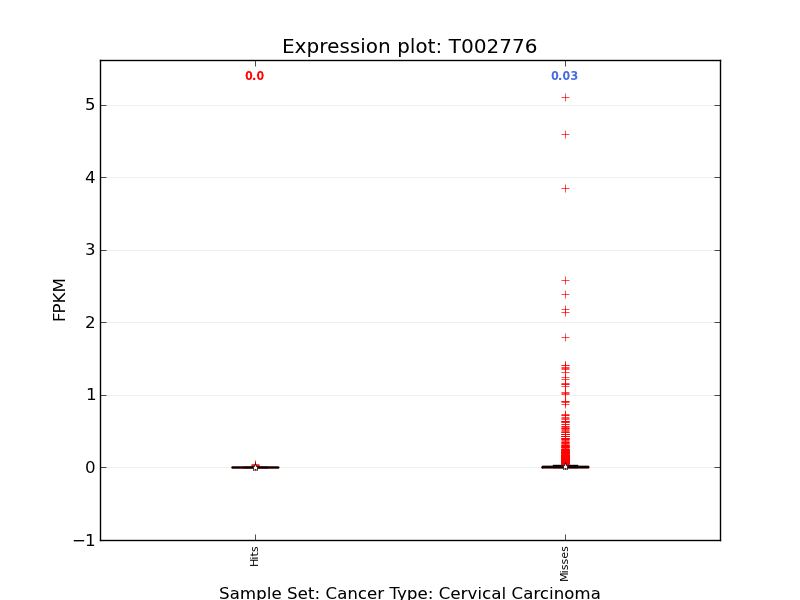 Expression plot: T002776
0.0
0.03
5
4
3
2
1
0
−1
FPKM
Hits
Misses
Sample Set: Cancer Type: Cervical Carcinoma